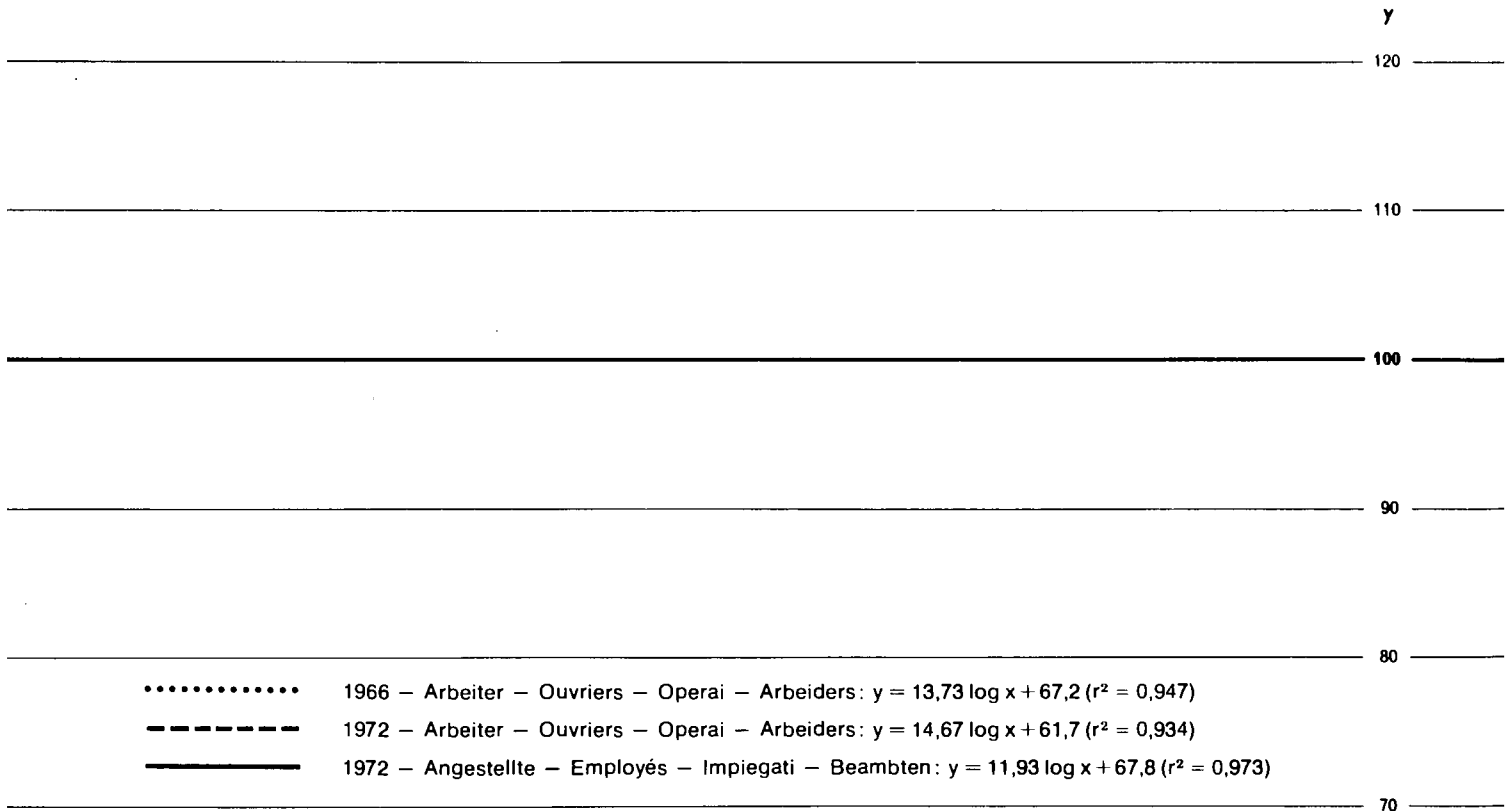 y
120
110
100
90
80
1966 – Arbeiter – Ouvriers – Operai – Arbeiders: y = 13,73 log x + 67,2 (r² = 0,947)
1972 – Arbeiter – Ouvriers – Operai – Arbeiders: y = 14,67 log x + 61,7 (r² = 0,934)
1972 – Angestellte – Employés – Impiegati – Beambten: y = 11,93 log x + 67,8 (r² = 0,973)
70